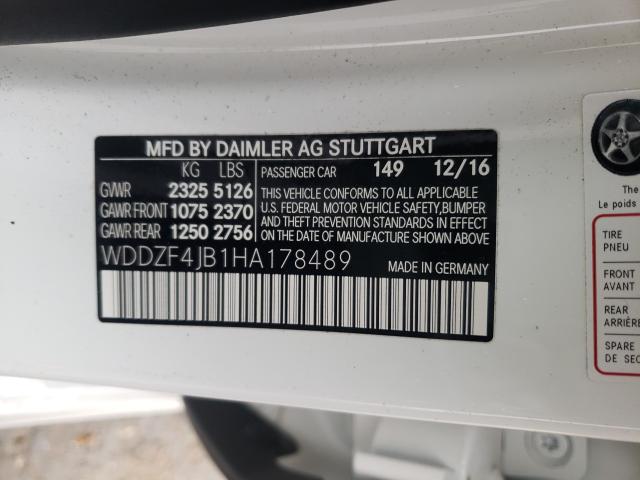 MFD BY DAIMLER AG STUTTGART
KG LBS
GVWR 2325 5126
GAWR FRONT 1075 2370
GAWR REAR 1250 2756
PASSENGER CAR 149 12/16
THIS VEHICLE CONFORMS TO ALL APPLICABLE
U.S. FEDERAL MOTOR VEHICLE SAFETY, BUMPER
AND THEFT PREVENTION STANDARDS IN EFFECT
ON THE DATE OF MANUFACTURE SHOWN ABOVE.
WDDZF4JB1HA178489
MADE IN GERMANY
The
Le poids
TIRE
PNEU
FRONT
AVANT
REAR
ARRIÈRE
SPARE
DE SEC